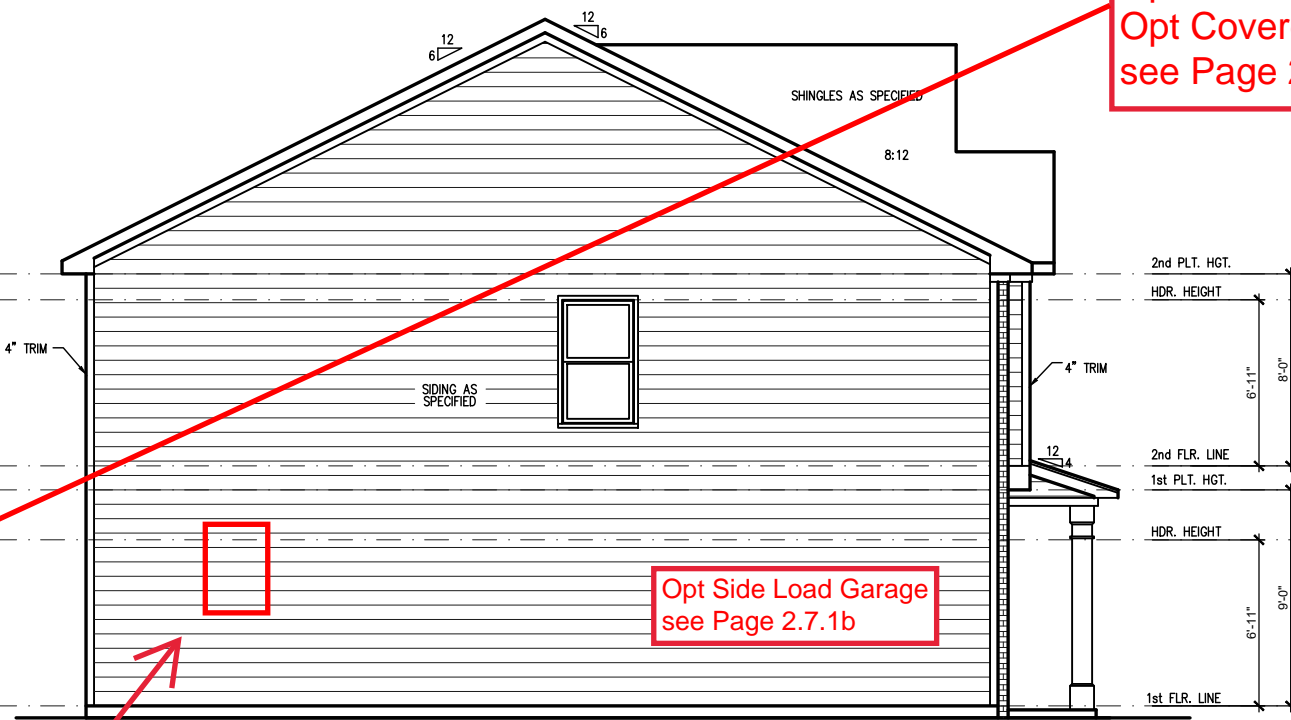 12
6
12
6
Opt Cover
see Page 2
SHINGLES AS SPECIFIED
8:12
2nd PLT. HGT.
HDR. HEIGHT
4" TRIM
4" TRIM
SIDING AS
SPECIFIED
6'-11"
8'-0"
12
4
2nd FLR. LINE
1st PLT. HGT.
HDR. HEIGHT
Opt Side Load Garage
see Page 2.7.1b
6'-11"
9'-0"
1st FLR. LINE